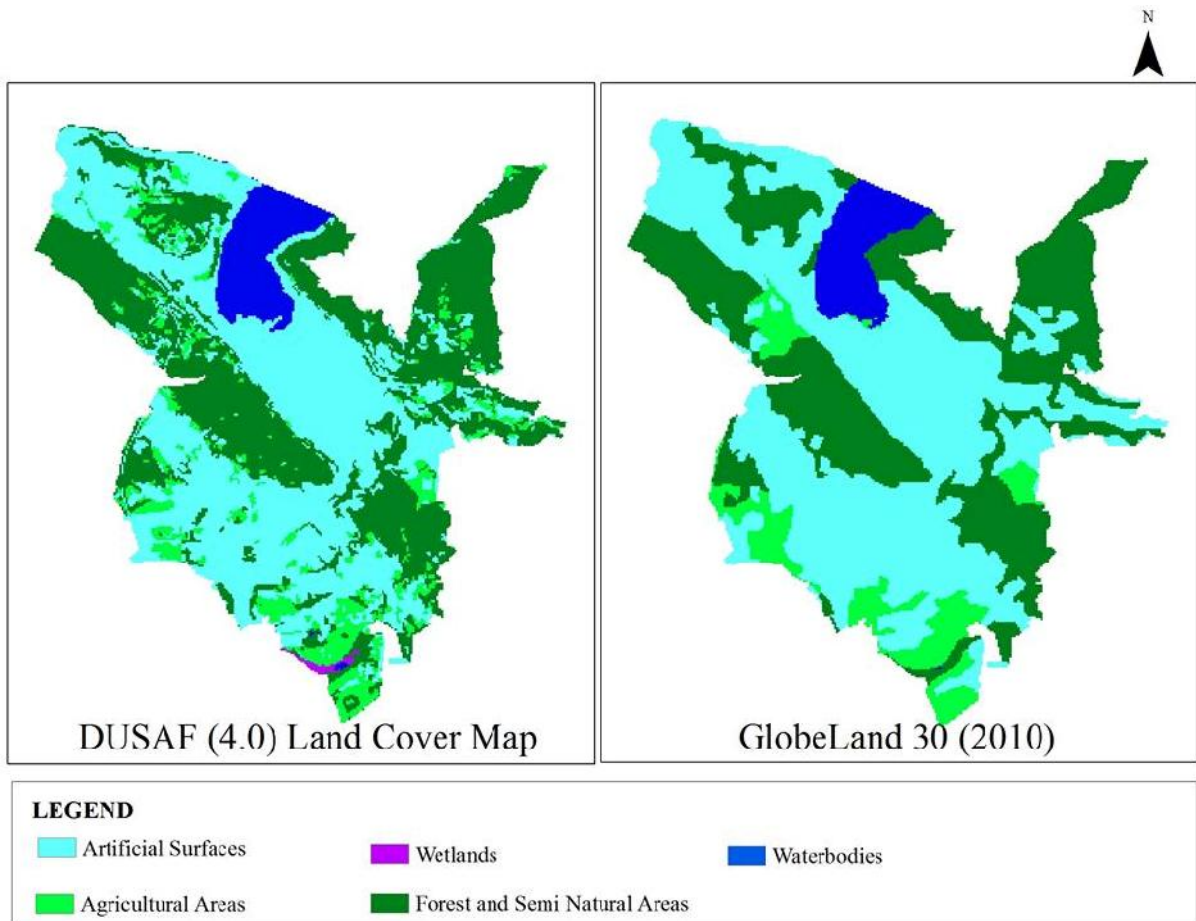 N
DUSAF (4.0) Land Cover Map
GlobeLand 30 (2010)
LEGEND
Artificial Surfaces
Wetlands
Waterbodies
Agricultural Areas
Forest and Semi Natural Areas